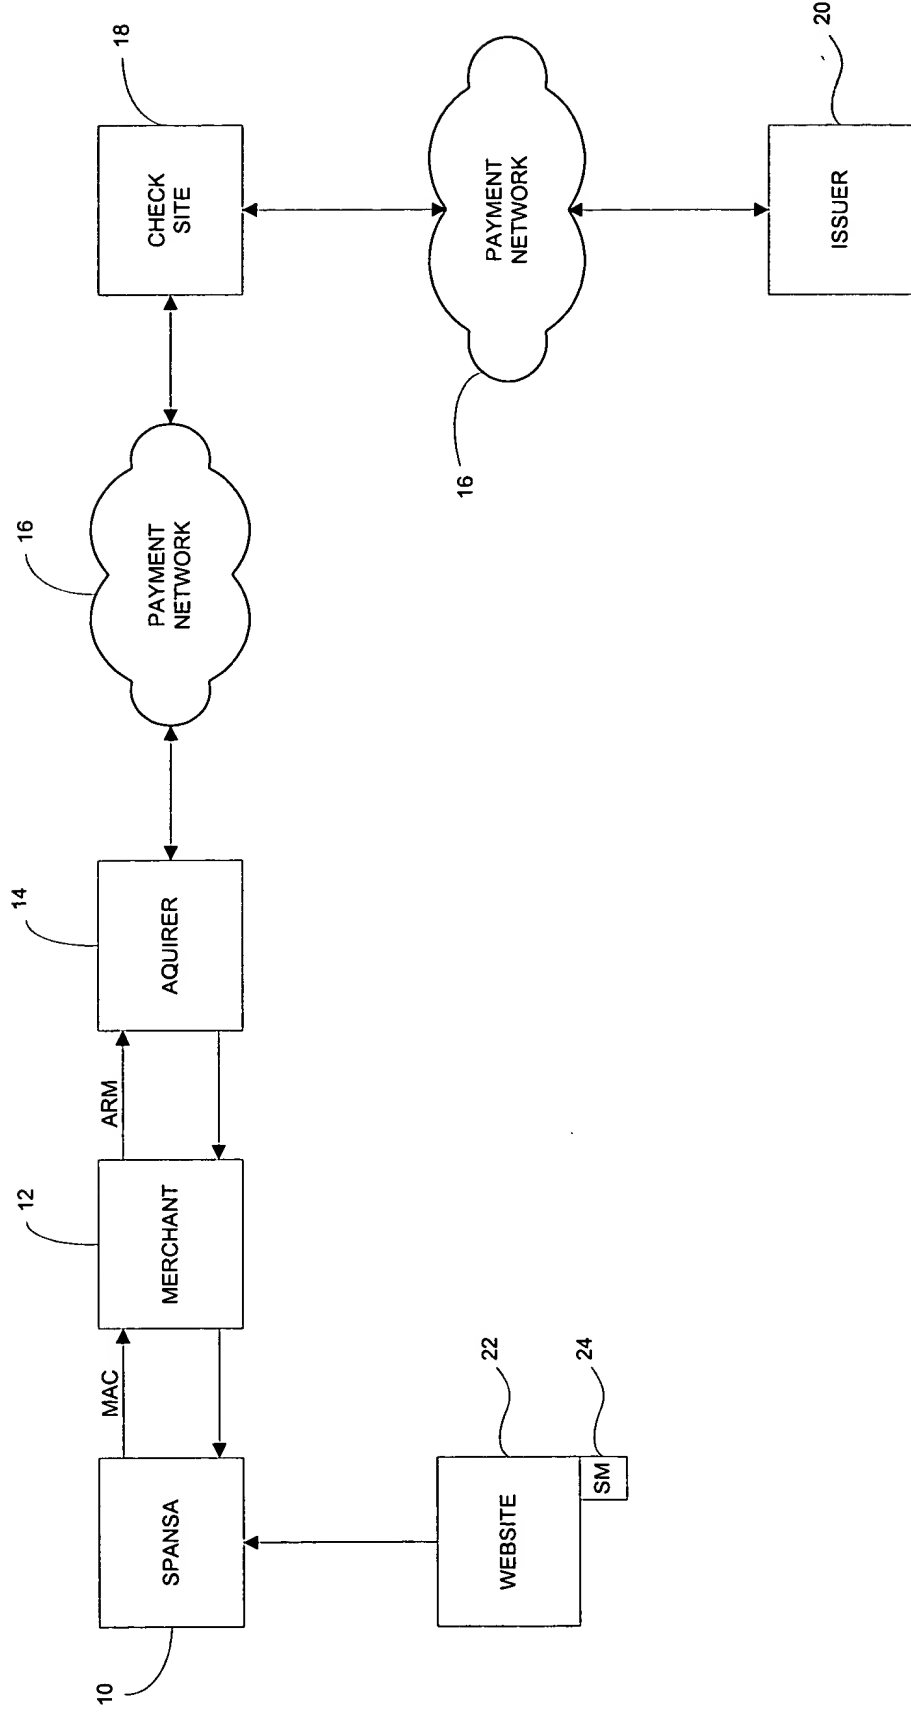 10
SPANSA
MAC
12
MERCHANT
ARM
14
AQUIRER
16
PAYMENT
NETWORK
18
CHECK
SITE
22
WEBSITE
24
SM
16
PAYMENT
NETWORK
20
ISSUER